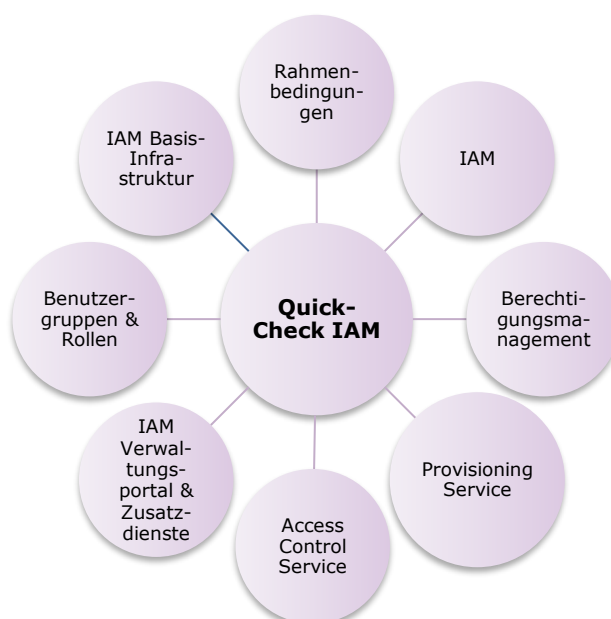 Rahmen-
bedingun-
gen
IAM
Berechti-
gungsma-
nagement
Provisioning
Service
Access
Control
Service
IAM
Verwal-
tungs-
portal &
Zusatz-
dienste
Benutzer-
gruppen &
Rollen
IAM Basis-
Infra-
struktur
Quick-
Check IAM